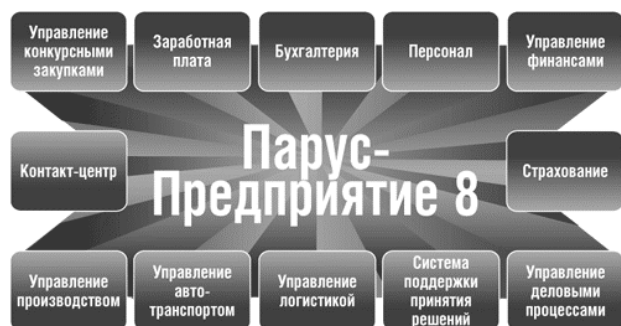 Управление
конкурсными
закупками
Заработная
плата
Бухгалтерия
Персонал
Управление
финансами
Контакт-центр
Парус-
Предприятие 8
Страхование
Управление
производством
Управление
авто-
транспортом
Управление
логистикой
Система
поддержки
принятия
решений
Управление
деловыми
процессами